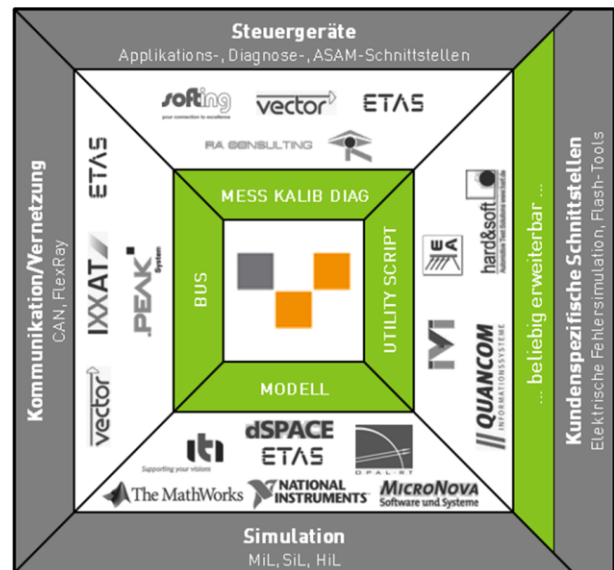 Steuergeräte
Applikations-, Diagnose-, ASAM-Schnittstellen
softing
your connection to excellence
vector
ETAS
RA CONSULTING
MESS KALIB DIAG
BUS
UTILITY SCRIPT
MODELL
Kommunikation/Vernetzung
CAN, FlexRay
ETAS
IXXAT
PEAK
System
vector
EA
hard&soft
IVI
QUANCOM
INFORMATIONSSYSTEME
... beliebig erweiterbar ...
Kundenspezifische Schnittstellen
Elektrische Fehlersimulation, Flash-Tools
iti
Supporting your visions
dSPACE
ETAS
OPAL-RT
The MathWorks
NATIONAL
INSTRUMENTS
MICRONOVA
Software und Systeme
Simulation
MiL, SiL, HiL